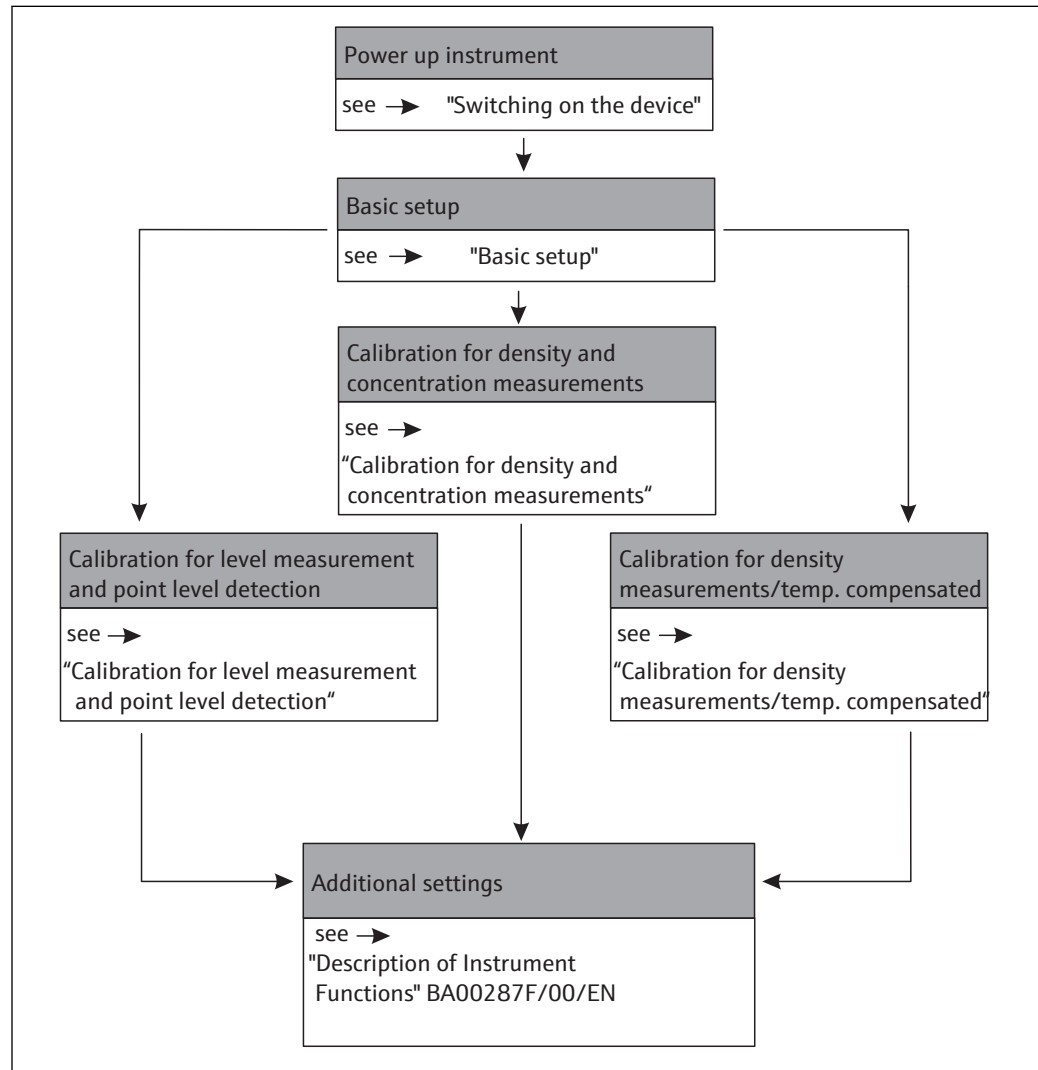 Power up instrument
see "Switching on the device"
Basic setup
see "Basic setup"
Calibration for density and
concentration measurements
see
“Calibration for density and
concentration measurements“
Calibration for level measurement
and point level detection
see
“Calibration for level measurement
and point level detection“
Calibration for density
measurements/temp. compensated
see
“Calibration for density
measurements/temp. compensated“
Additional settings
see
"Description of Instrument
Functions" BA00287F/00/EN